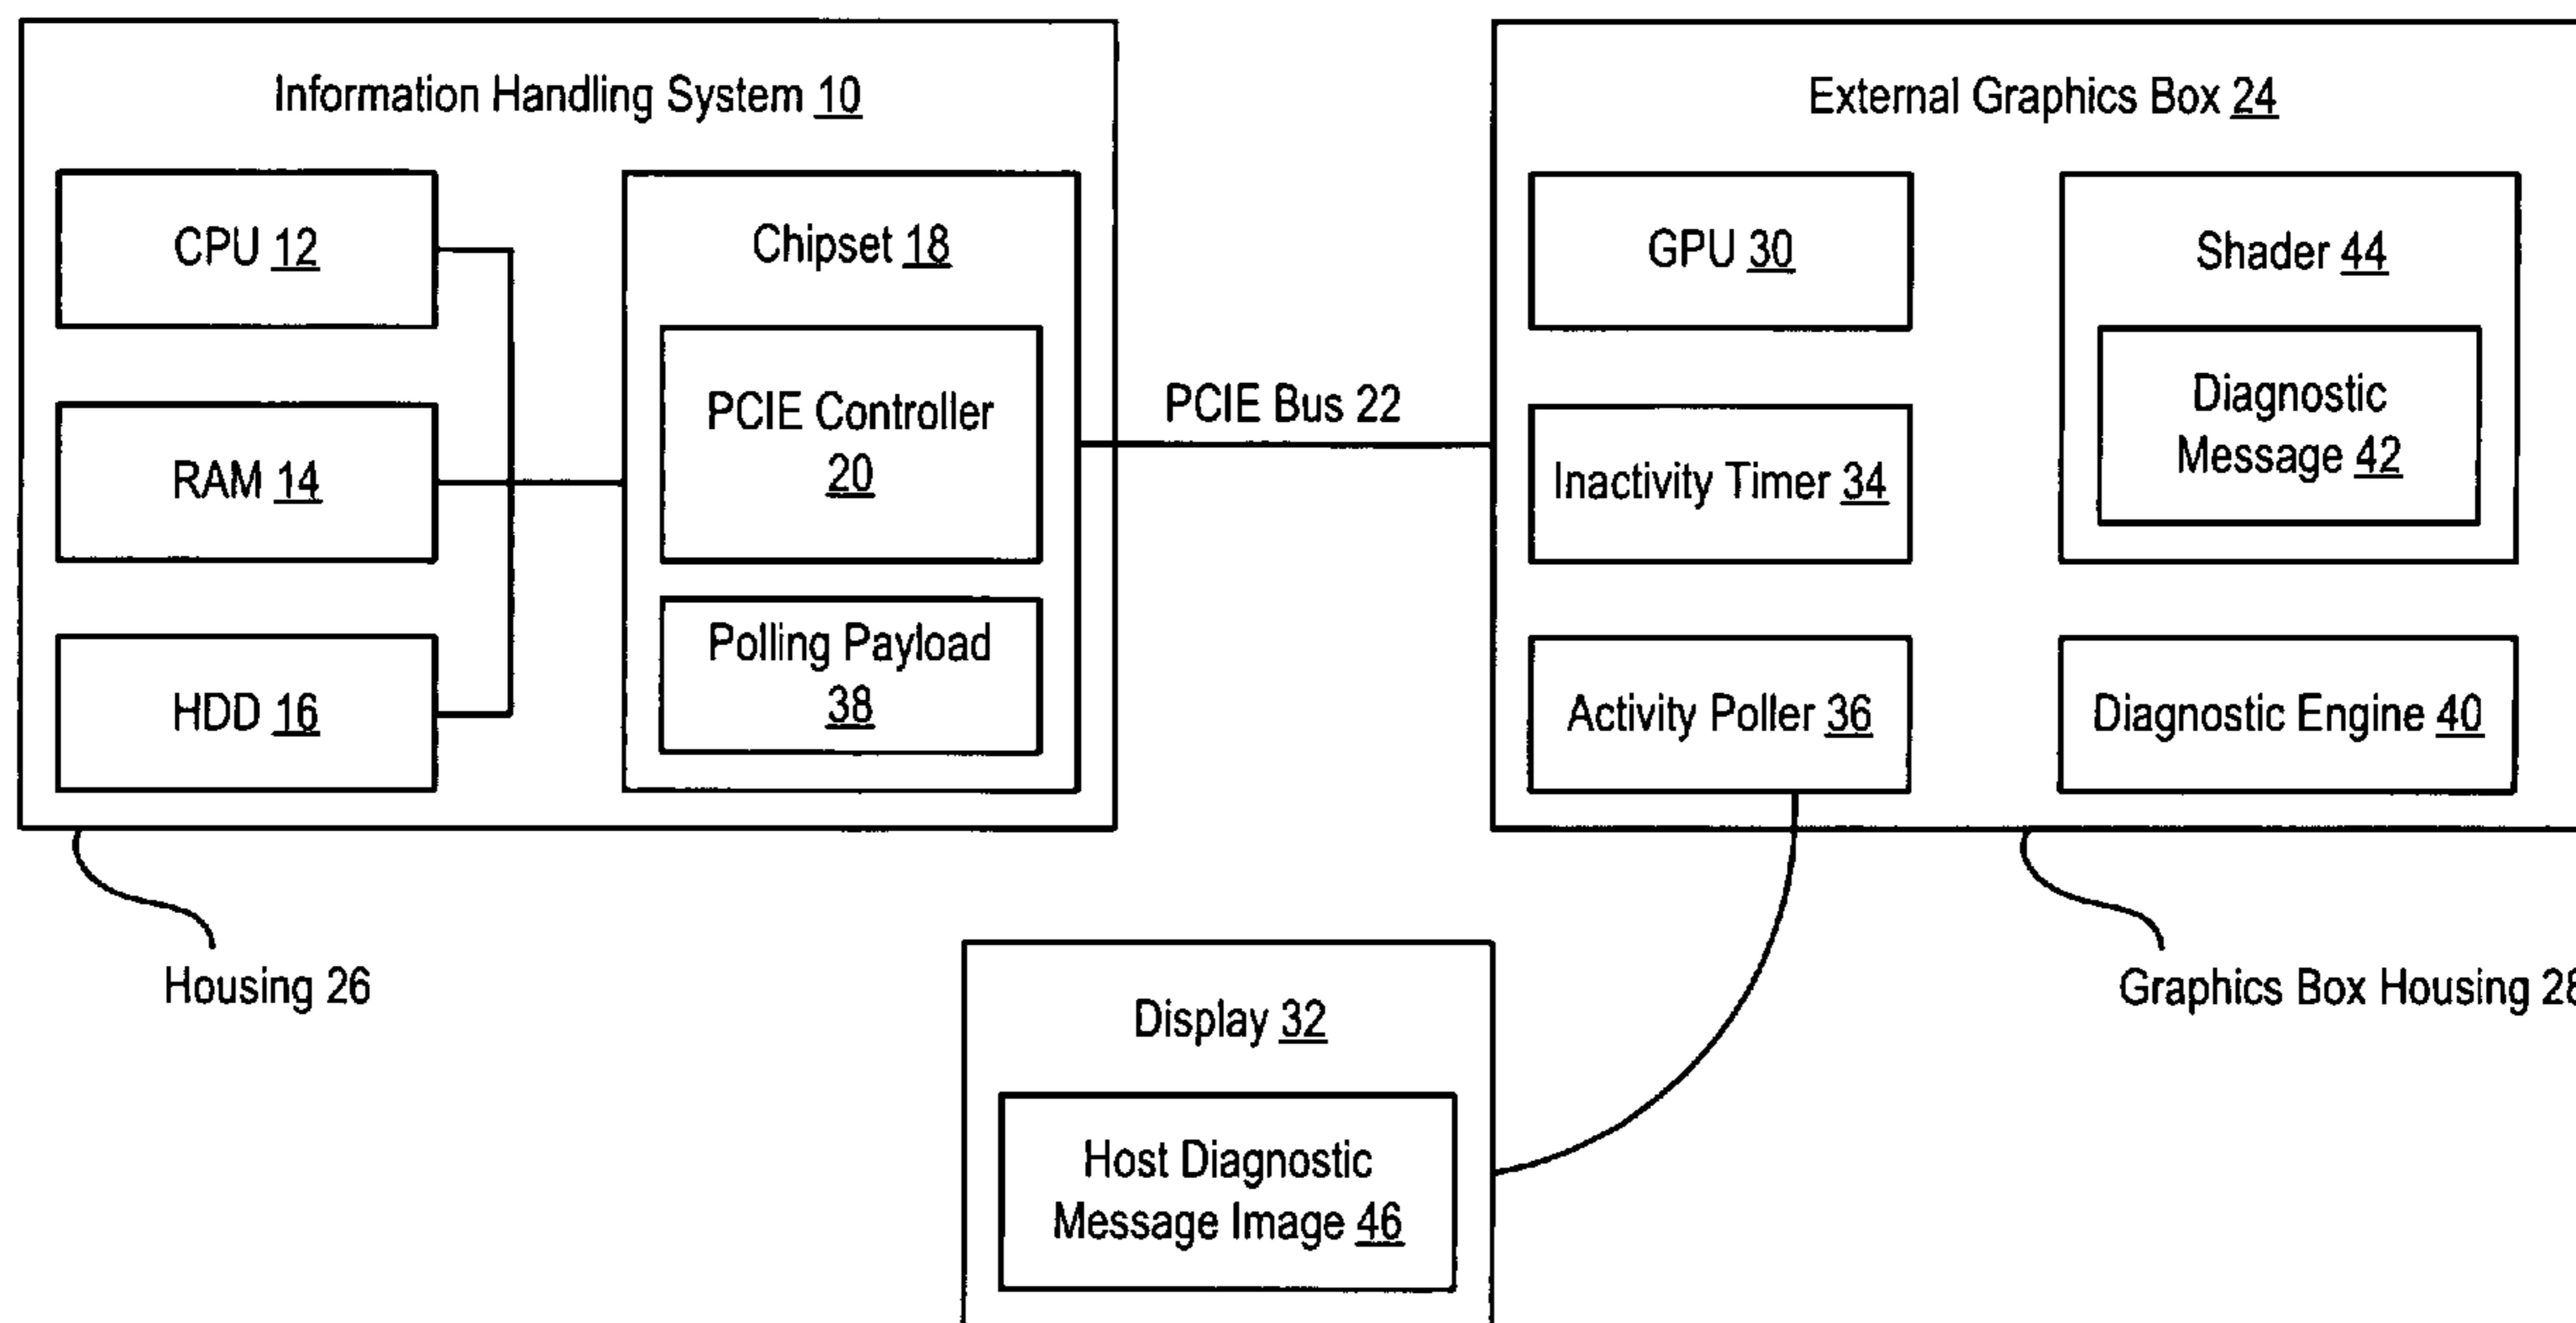 Information Handling System 10
CPU 12
RAM 14
HDD 16
Chipset 18
PCIE Controller
20
Polling Payload
38
PCIE Bus 22
External Graphics Box 24
GPU 30
Inactivity Timer 34
Activity Poller 36
Shader 44
Diagnostic
Message 42
Diagnostic Engine 40
Housing 26
Graphics Box Housing 28
Display 32
Host Diagnostic
Message Image 46